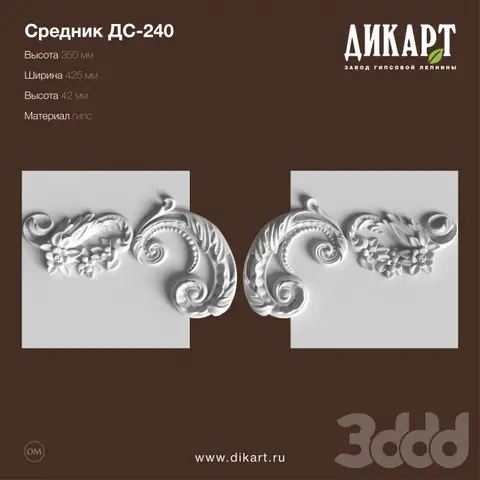 Средник ДС-240
Высота 350 мм
Ширина 425 мм
Высота 42 мм
Материал гипс
ДИКАРТ
ЗАВОД ГИПСОВОЙ ЛЕПНИНЫ
OM
www.dikart.ru
3ddd